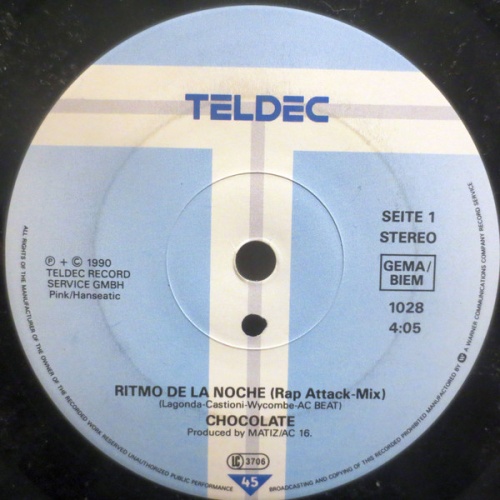 TELDEC
SEITE 1
STEREO
GEMA/
BIEM
1028
4:05
℗ + © 1990
TELDEC RECORD
SERVICE GMBH
Pink/Hanseatic
RITMO DE LA NOCHE (Rap Attack-Mix)
(Lagonda-Castioni-Wycombe-AC BEAT)
CHOCOLATE
Produced by MATIZ/AC 16.
LC 3706
45
ALL RIGHTS OF THE MANUFACTURER OF THE OWNER OF THE RECORDED WORK RESERVED UNAUTHORIZED PUBLIC PERFORMANCE BROADCASTING AND COPYING OF THIS RECORDING PROHIBITED MANUFACTURED BY A WARNER COMMUNICATIONS COMPANY RECORD SERVICE